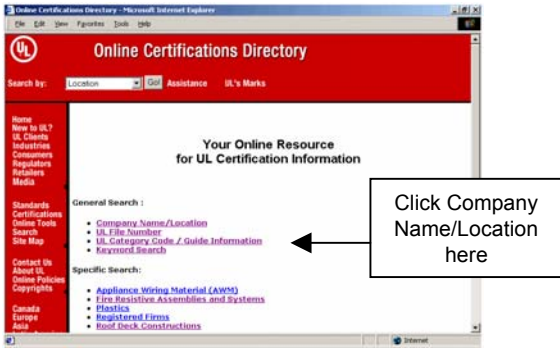 Online Certifications Directory - Microsoft Internet Explorer
File Edit View Favorites Tools Help
UL
Online Certifications Directory
Search by: Location Go! Assistance UL's Marks
Home
New to UL?
UL Clients
Industries
Consumers
Regulators
Retailers
Media
Standards
Certifications
Online Tools
Search
Site Map
Contact Us
About UL
Online Policies
Copyrights
Canada
Europe
Asia
Your Online Resource
for UL Certification Information
General Search :
Company Name/Location
UL File Number
UL Category Code / Guide Information
Keyword Search
Specific Search:
Appliance Wiring Material (AWM)
Fire Resistive Assemblies and Systems
Plastics
Registered Firms
Roof Deck Constructions
Click Company
Name/Location
here
Internet